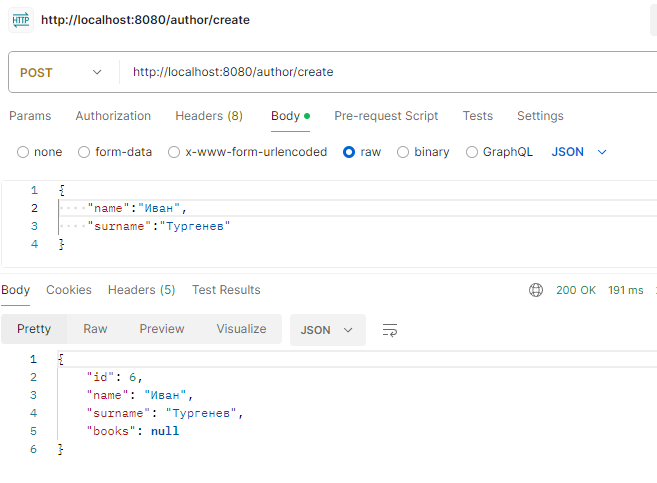 HTTP http://localhost:8080/author/create
POST http://localhost:8080/author/create
Params Authorization Headers (8) Body Pre-request Script Tests Settings
none form-data x-www-form-urlencoded raw binary GraphQL JSON
1 {
2 ····"name":"Иван",
3 ····"surname":"Тургенев"
4 }
Body Cookies Headers (5) Test Results 200 OK 191 ms
Pretty Raw Preview Visualize JSON
1 {
2 "id": 6,
3 "name": "Иван",
4 "surname": "Тургенев",
5 "books": null
6 }